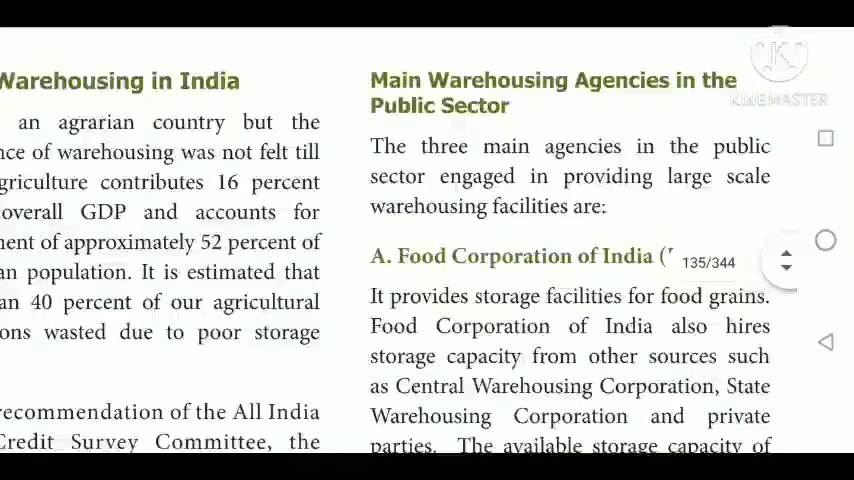 Warehousing in India
an agrarian country but the
nce of warehousing was not felt till
griculture contributes 16 percent
overall GDP and accounts for
ment of approximately 52 percent of
an population. It is estimated that
an 40 percent of our agricultural
ons wasted due to poor storage
recommendation of the All India
Credit Survey Committee, the
Main Warehousing Agencies in the
Public Sector
The three main agencies in the public
sector engaged in providing large scale
warehousing facilities are:
A. Food Corporation of India (
It provides storage facilities for food grains.
Food Corporation of India also hires
storage capacity from other sources such
as Central Warehousing Corporation, State
Warehousing Corporation and private
parties. The available storage capacity of
135/344
K
KINEMASTER